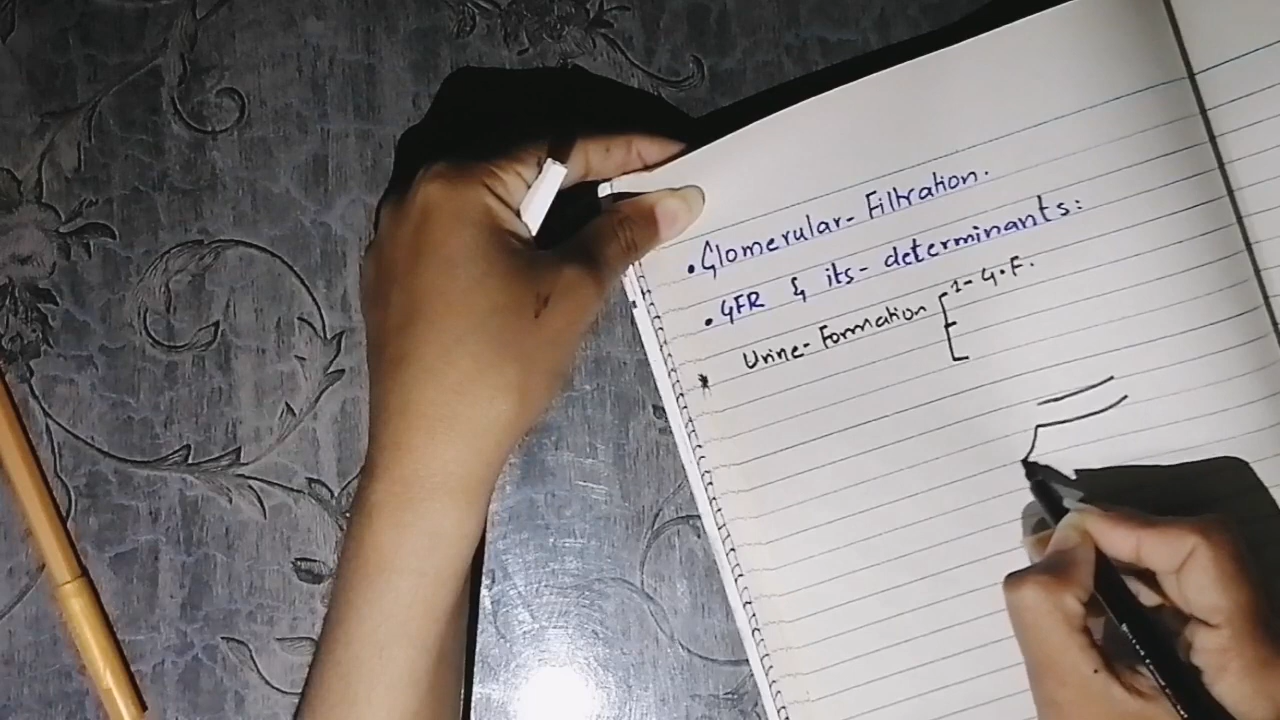 • Glomerular-Filtration.
• GFR & its- determinants:
* Urine-Formation [ 1- G.F.